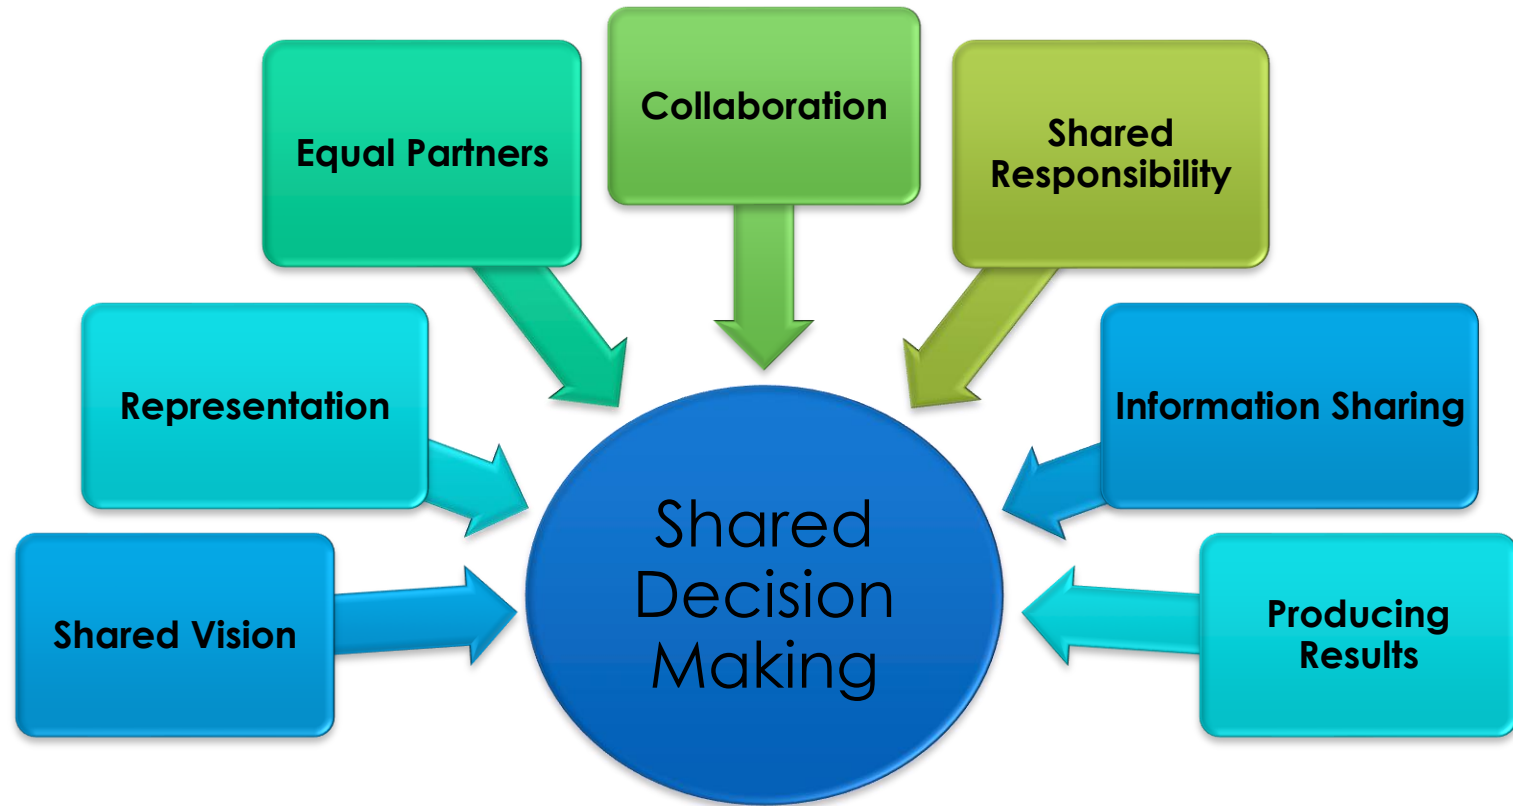 Collaboration
Equal Partners
Shared
Responsibility
Representation
Information Sharing
Shared Vision
Shared
Decision
Making
Producing
Results